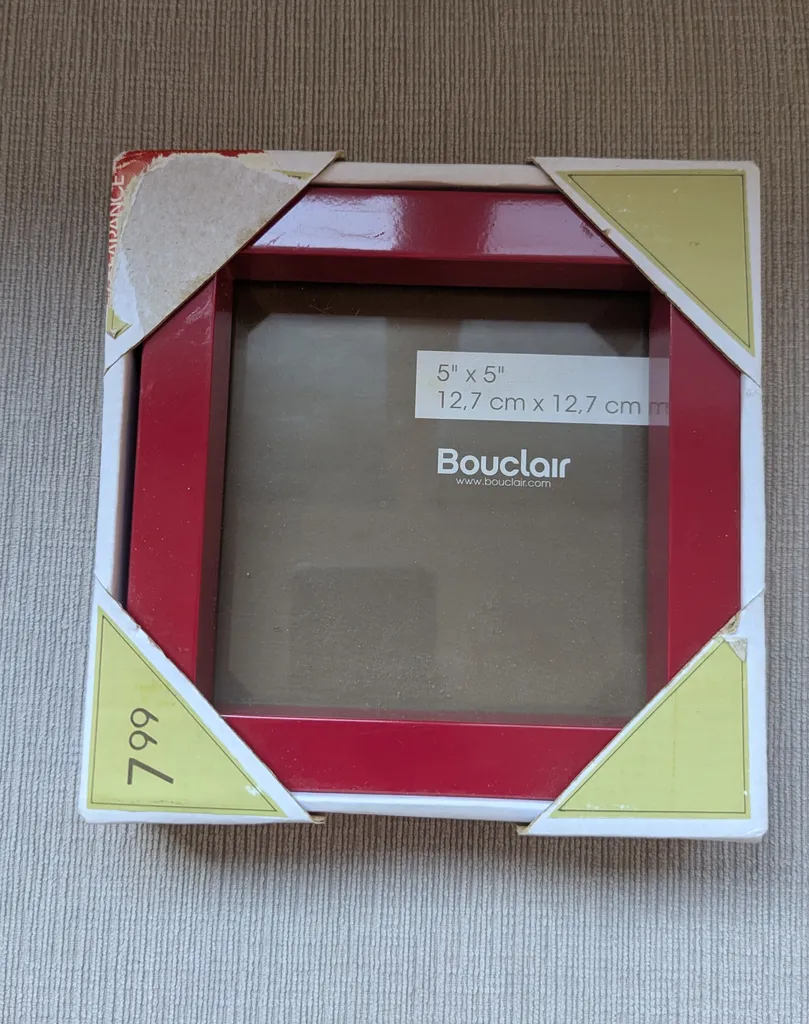 5" x 5"
12,7 cm x 12,7 cm
Bouclair
www.bouclair.com
7 99